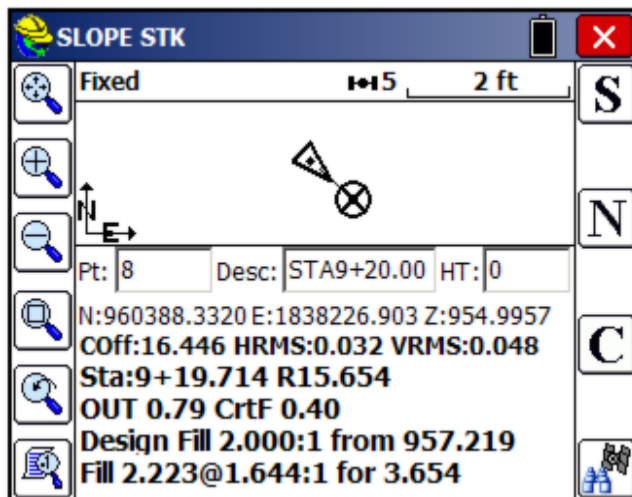 SLOPE STK
Fixed 5 2 ft
S
N
E
Pt: 8 Desc: STA9+20.00 HT: 0
N
N:960388.3320 E:1838226.903 Z:954.9957
COff:16.446 HRMS:0.032 VRMS:0.048
C
Sta:9+19.714 R15.654
OUT 0.79 CrtF 0.40
Design Fill 2.000:1 from 957.219
Fill 2.223@1.644:1 for 3.654